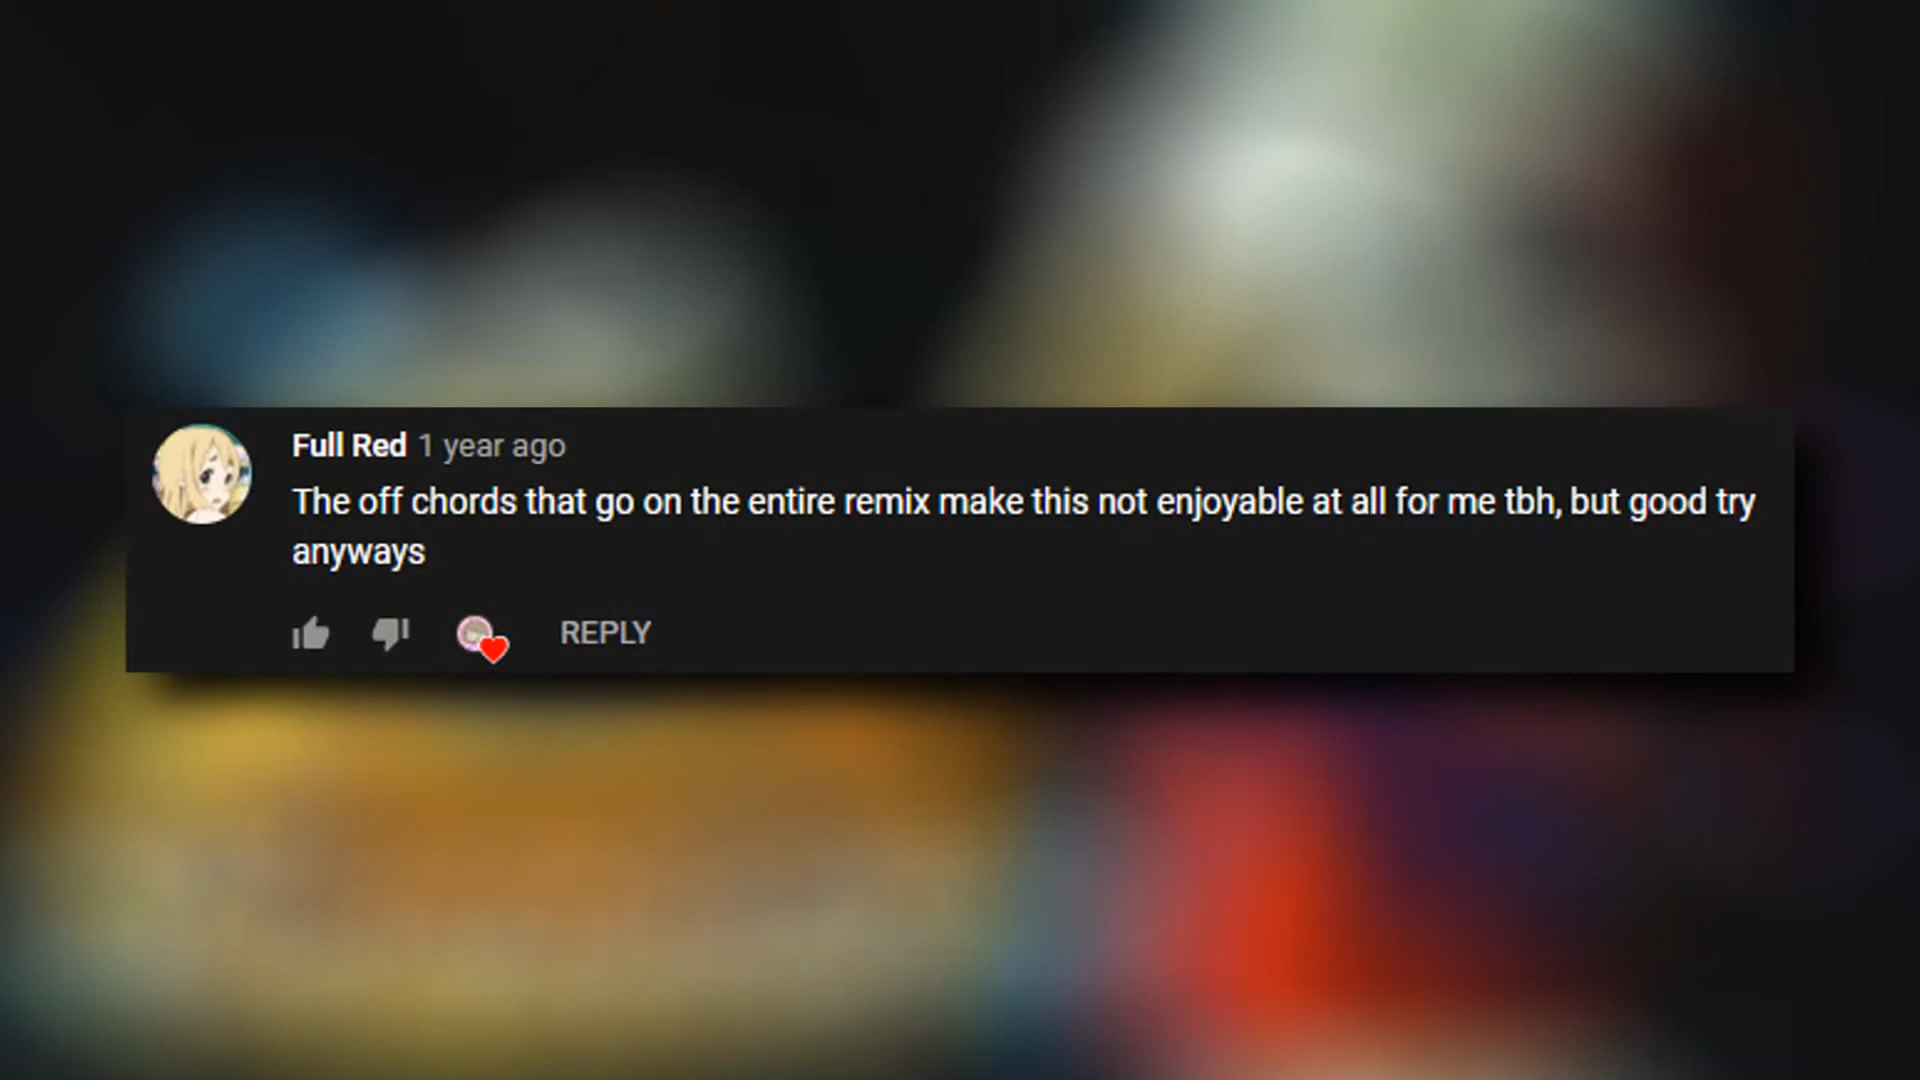 Full Red 1 year ago
The off chords that go on the entire remix make this not enjoyable at all for me tbh, but good try
anyways
REPLY